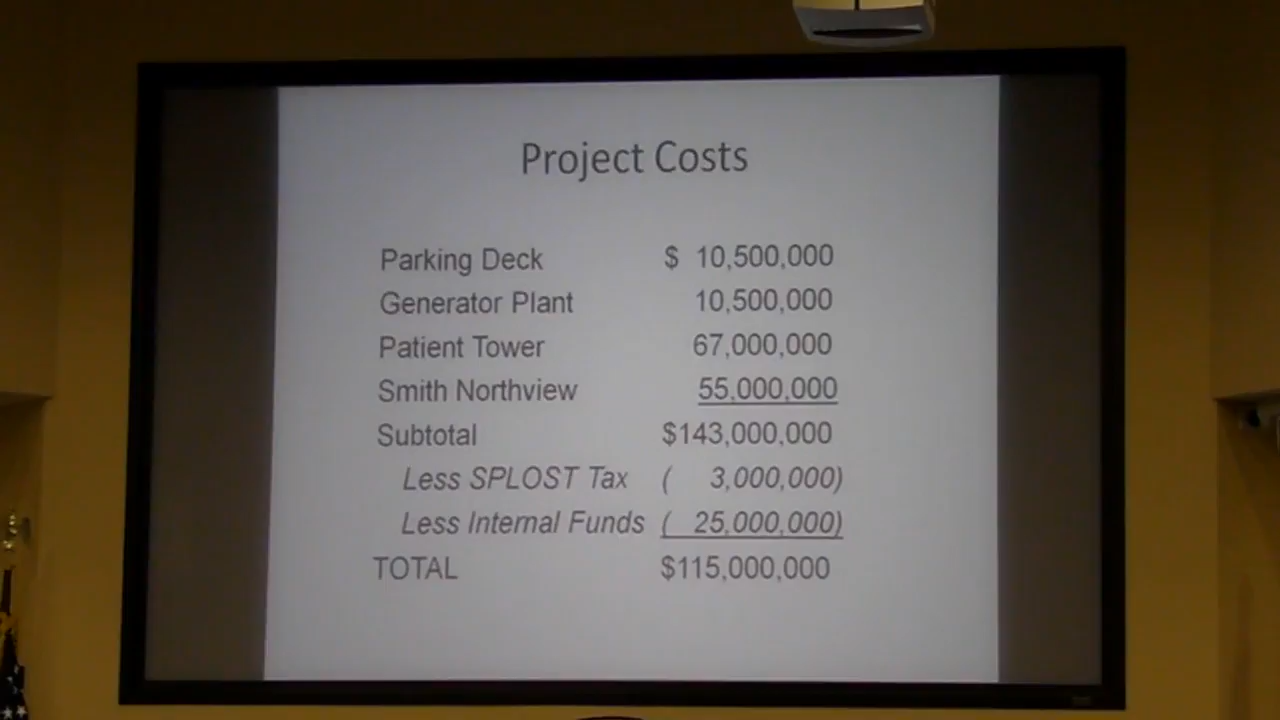 Project Costs
Parking Deck $ 10,500,000
Generator Plant 10,500,000
Patient Tower 67,000,000
Smith Northview 55,000,000
Subtotal $143,000,000
Less SPLOST Tax ( 3,000,000)
Less Internal Funds ( 25,000,000)
TOTAL $115,000,000